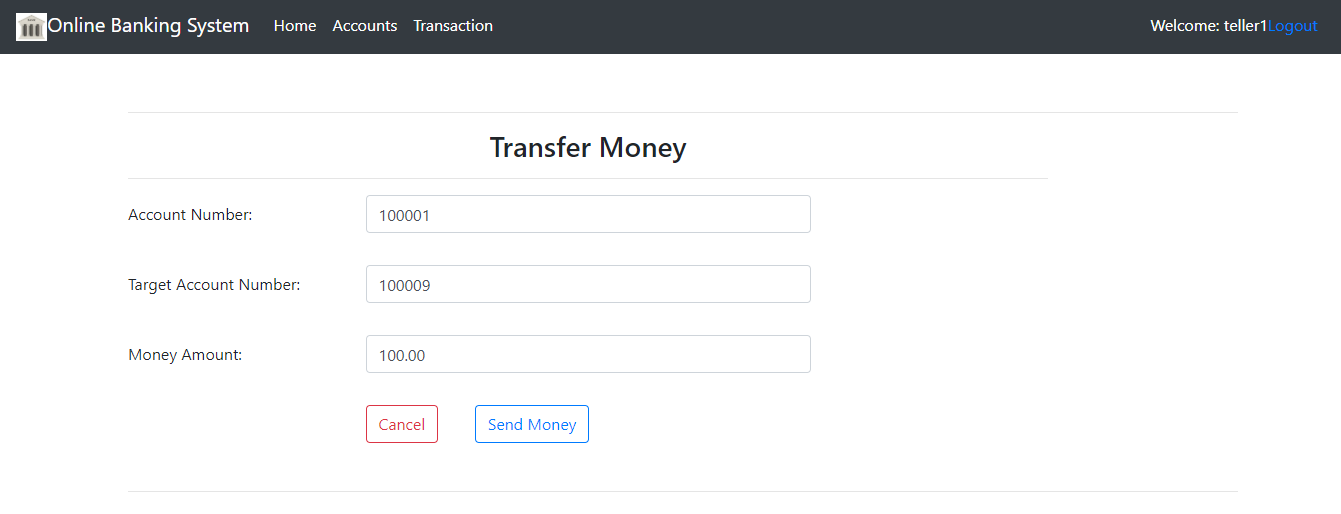 Online Banking System Home Accounts Transaction Welcome: teller1Logout
Transfer Money
Account Number: 100001
Target Account Number: 100009
Money Amount: 100.00
Cancel Send Money